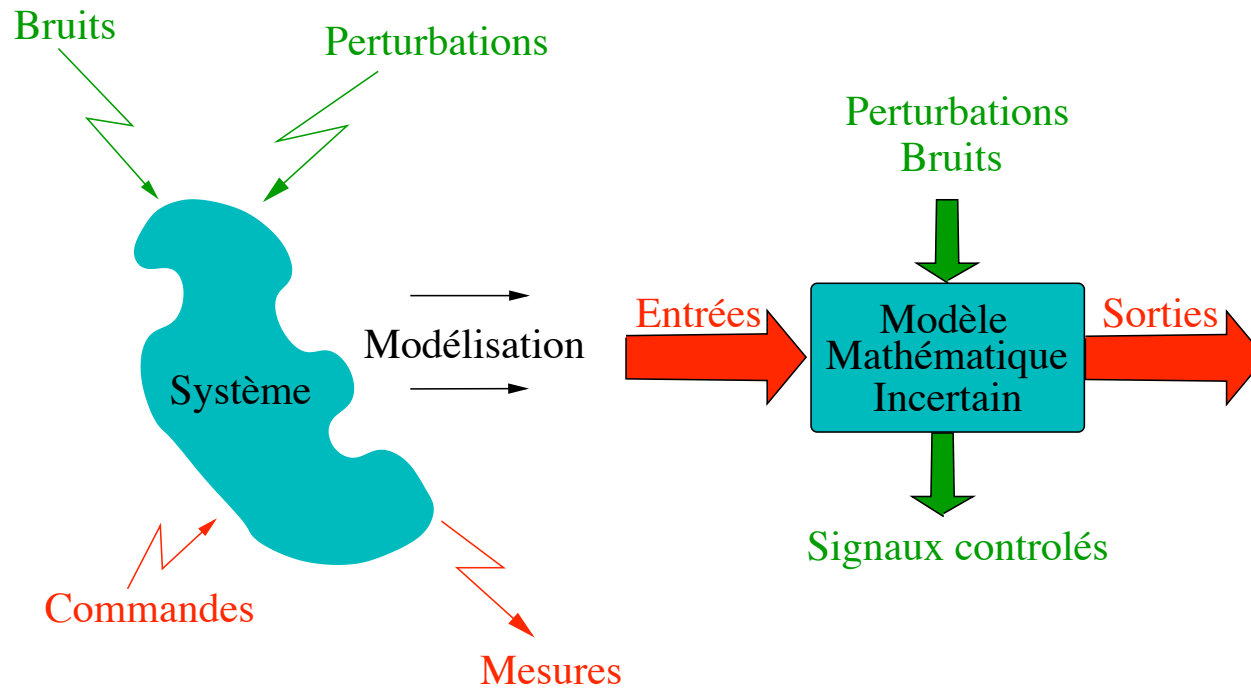 Bruits
Perturbations
Système
Commandes
Mesures
Modélisation
Perturbations
Bruits
Entrées
Modèle
Mathématique
Incertain
Sorties
Signaux controlés